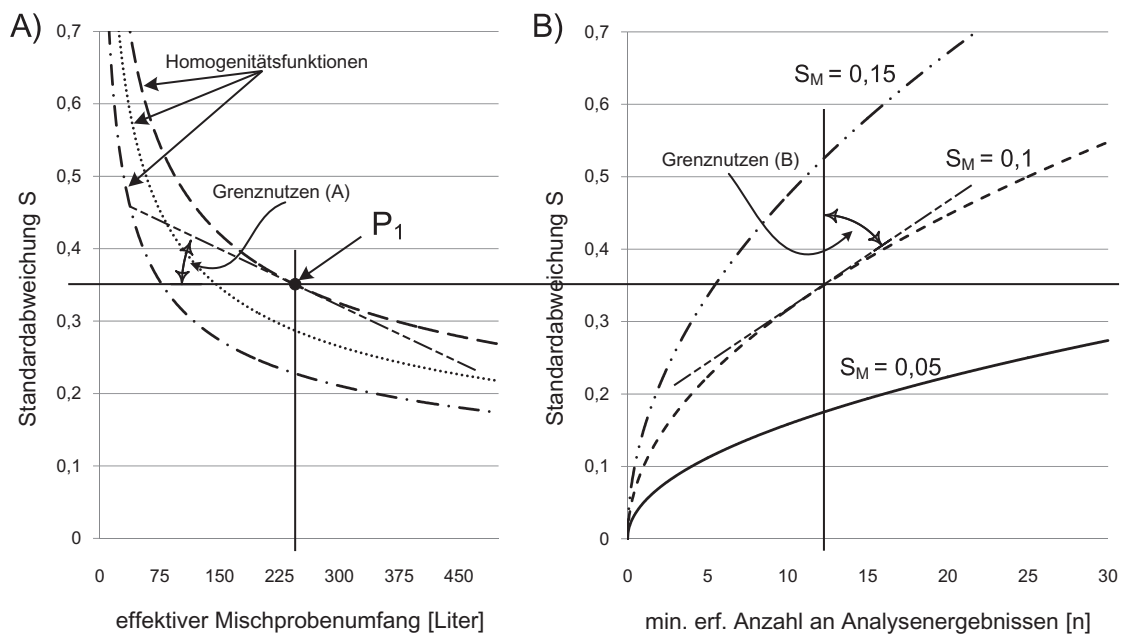 A)
0,7
0,6
0,5
0,4
0,3
0,2
0,1
0
Standardabweichung S
Homogenitätsfunktionen
Grenznutzen (A)
P1
0 75 150 225 300 375 450
effektiver Mischprobenumfang [Liter]
B)
0,7
0,6
0,5
0,4
0,3
0,2
0,1
0
Standardabweichung S
SM = 0,15
Grenznutzen (B)
SM = 0,1
SM = 0,05
0 5 10 15 20 25 30
min. erf. Anzahl an Analysenergebnissen [n]